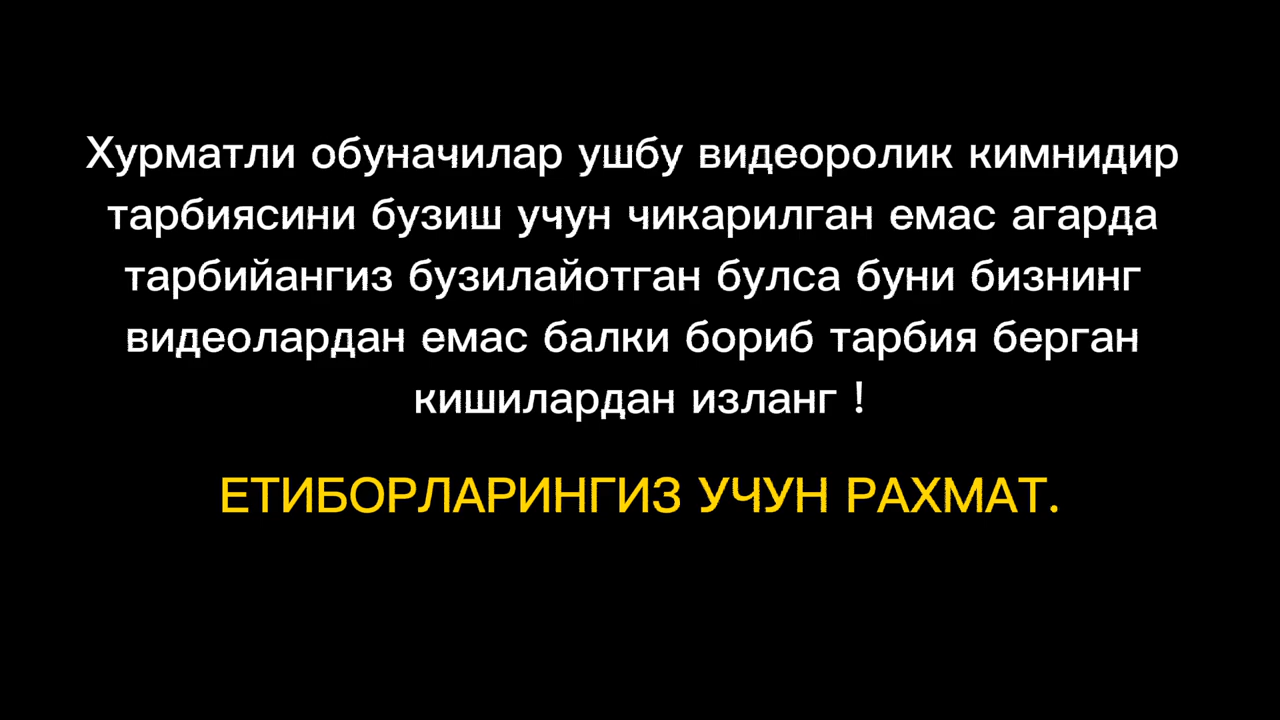 Хурматли обуначилар ушбу видеоролик кимнидир
тарбиясини бузиш учун чикарилган емас агарда
тарбийангиз бузилайотган булса буни бизнинг
видеолардан емас балки бориб тарбия берган
кишилардан изланг !
ЕТИБОРЛАРИНГИЗ УЧУН РАХМАТ.